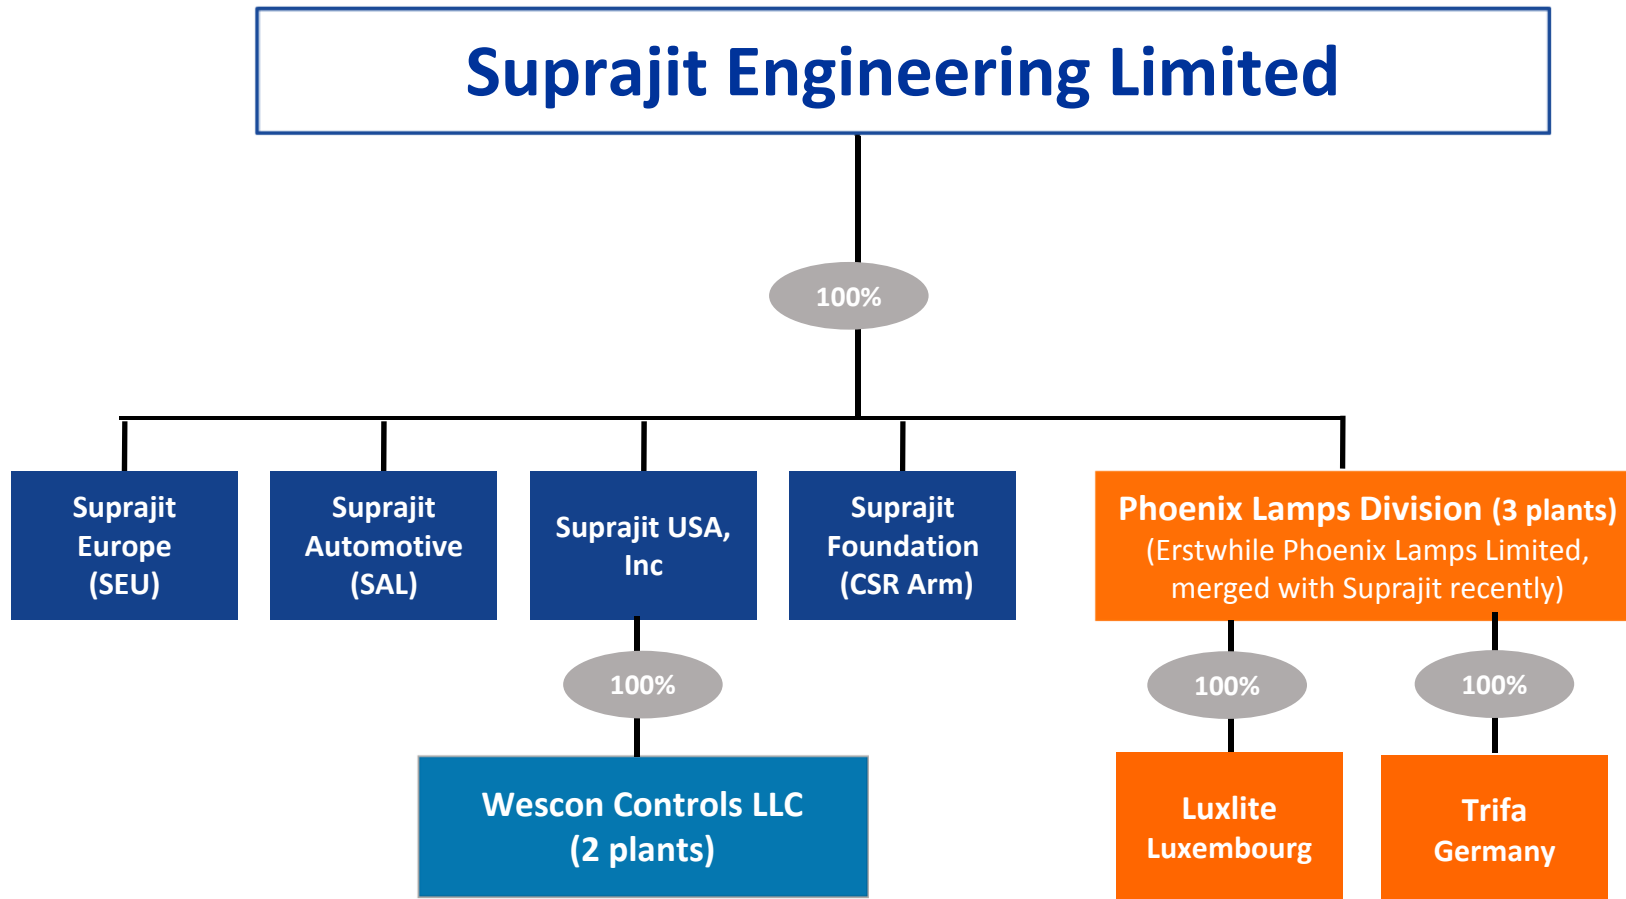 Suprajit Engineering Limited
100%
Suprajit
Europe
(SEU)
Suprajit
Automotive
(SAL)
Suprajit USA,
Inc
Suprajit
Foundation
(CSR Arm)
Phoenix Lamps Division (3 plants)
(Erstwhile Phoenix Lamps Limited,
merged with Suprajit recently)
100%
100%
100%
Wescon Controls LLC
(2 plants)
Luxlite
Luxembourg
Trifa
Germany